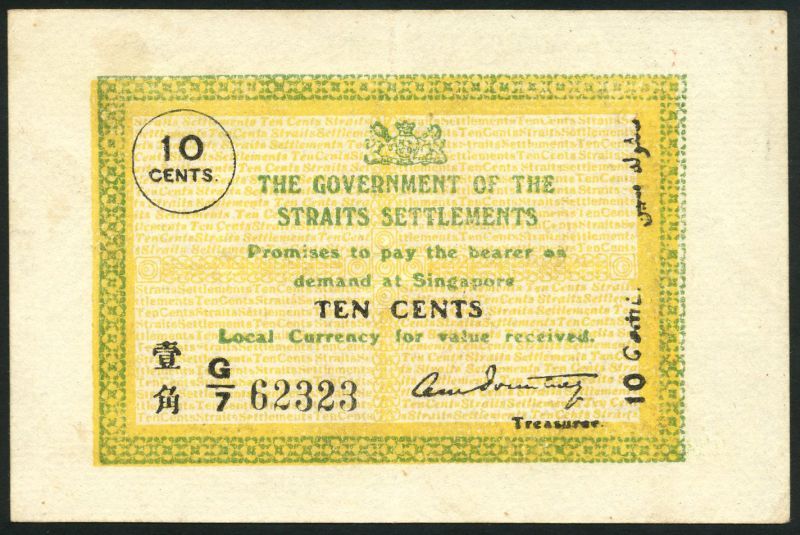 10
CENTS.
THE GOVERNMENT OF THE
STRAITS SETTLEMENTS
Promises to pay the bearer on
demand at Singapore
TEN CENTS
Local Currency for value received.
壹
角
G/7 62323
Treasurer.
10